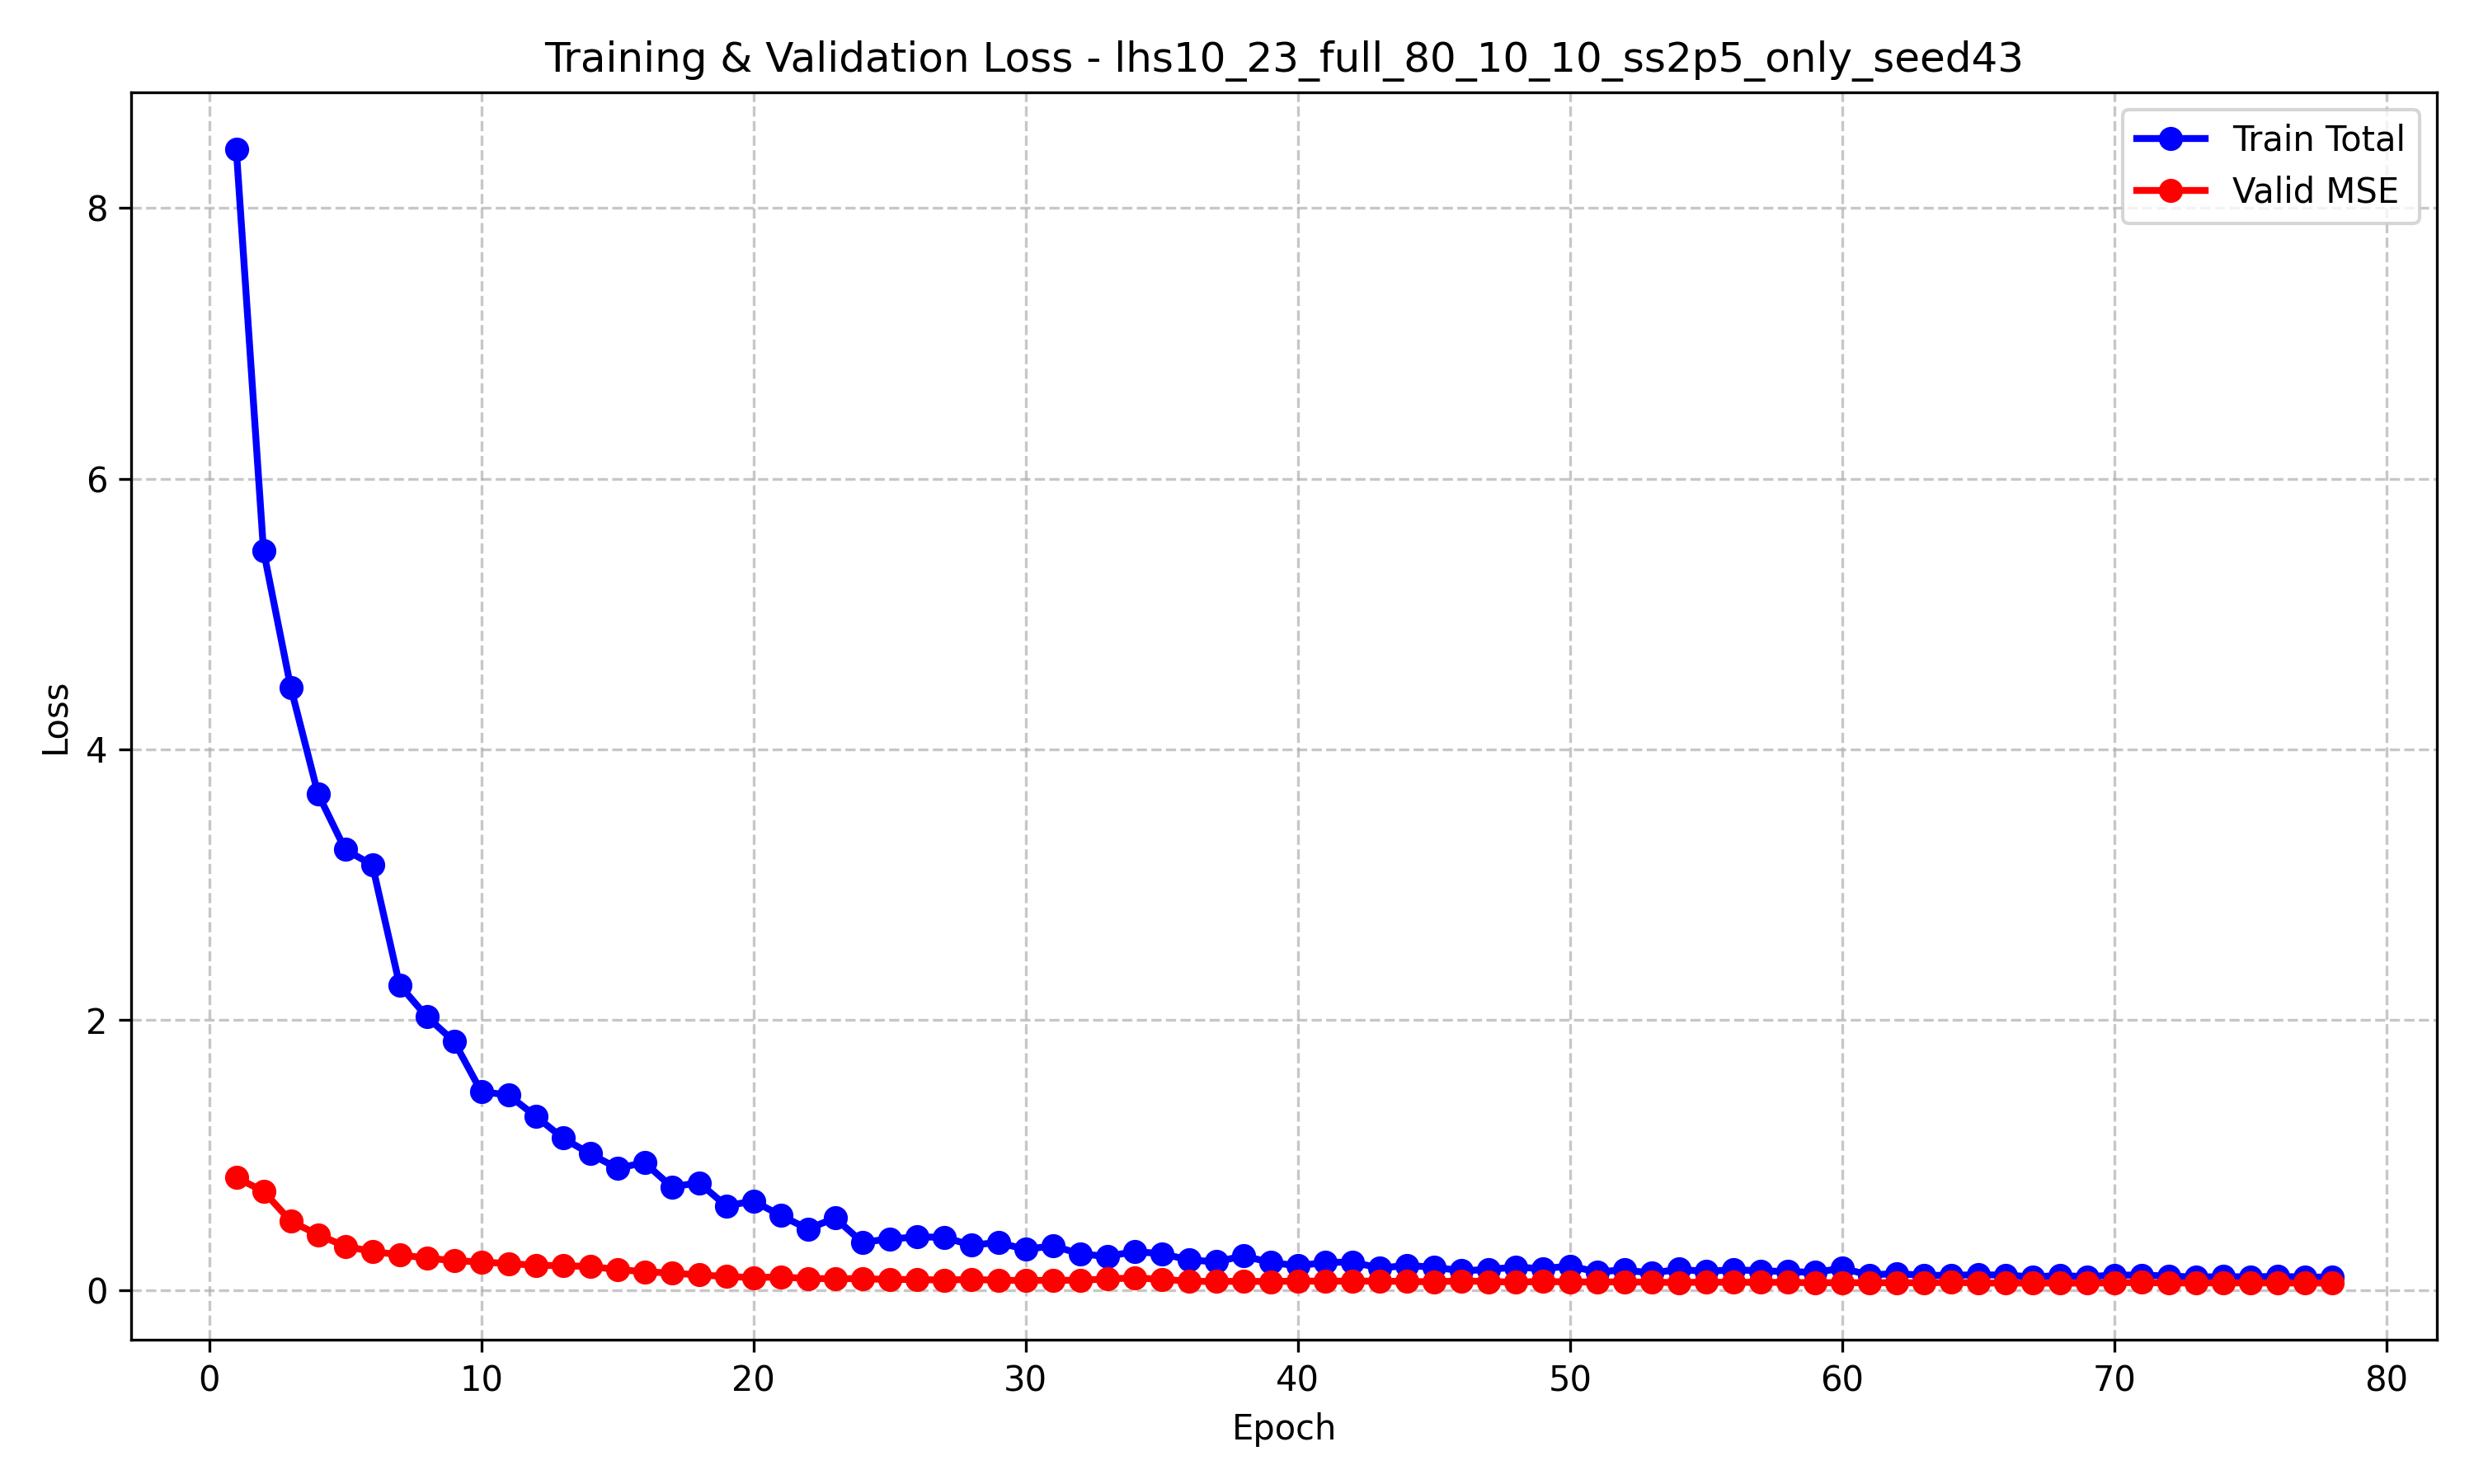 Training & Validation Loss - lhs10_23_full_80_10_10_ss2p5_only_seed43
Train Total
Valid MSE
8
6
4
2
0
Loss
0 10 20 30 40 50 60 70 80
Epoch